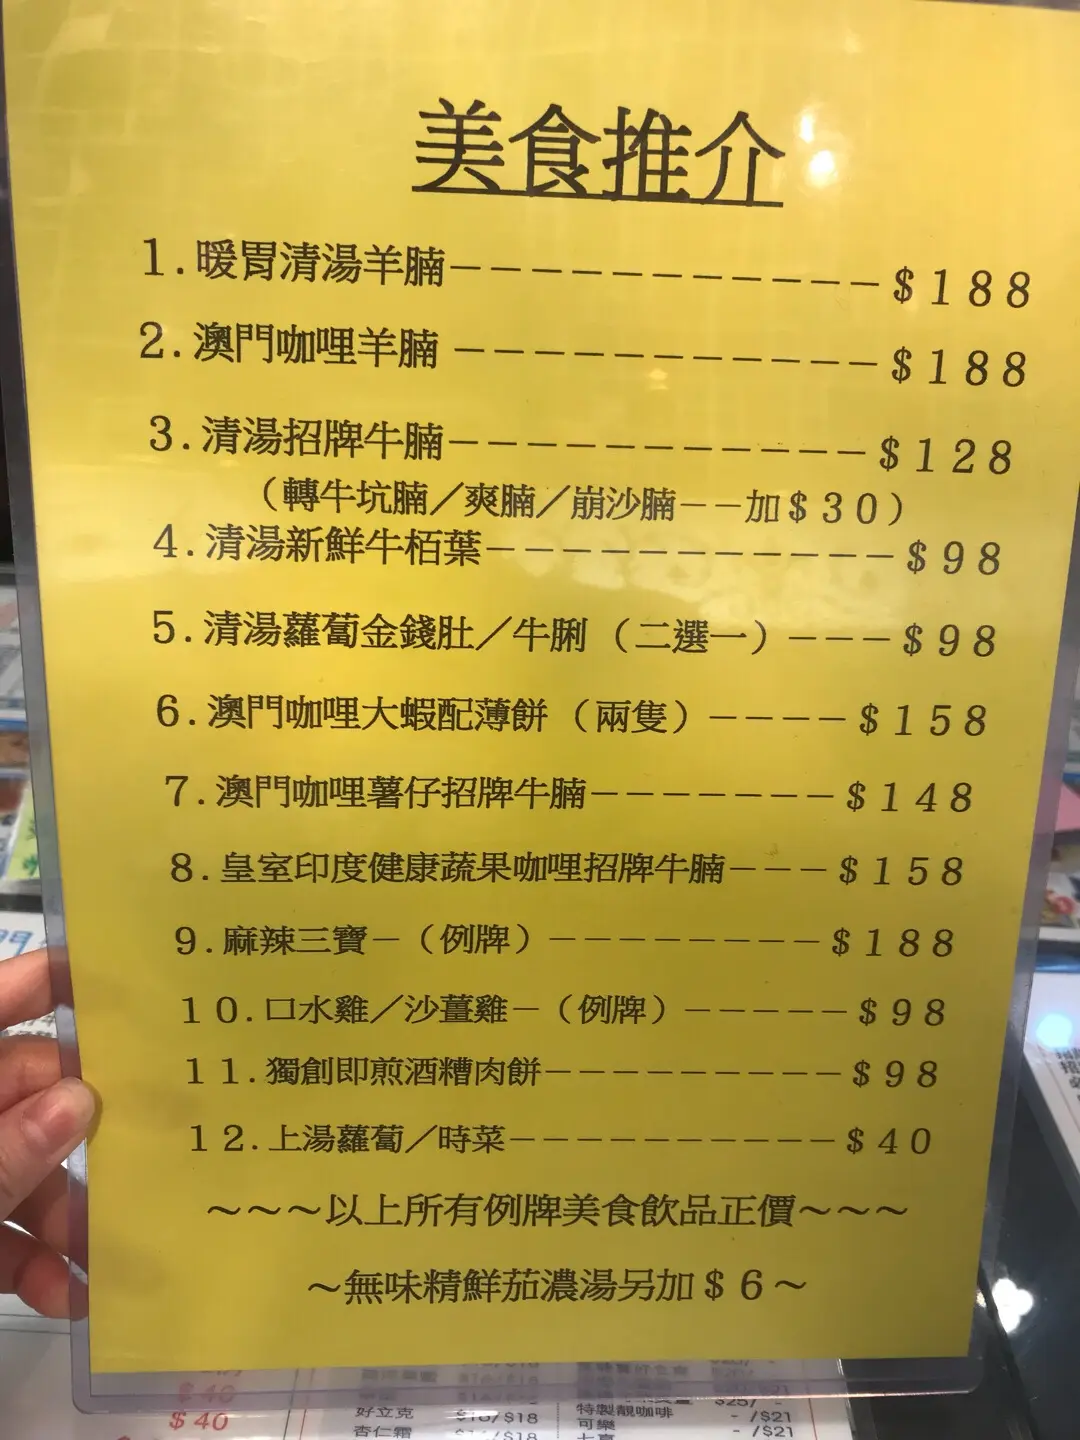 美食推介
1.暖胃清湯羊腩-----------$188
2.澳門咖哩羊腩-----------$188
3.清湯招牌牛腩-----------$128
（轉牛坑腩／爽腩／崩沙腩--加$30）
4.清湯新鮮牛栢葉-----------$98
5.清湯蘿蔔金錢肚／牛脷（二選一）---$98
6.澳門咖哩大蝦配薄餅（兩隻）----$158
7.澳門咖哩薯仔招牌牛腩-------$148
8.皇室印度健康蔬果咖哩招牌牛腩---$158
9.麻辣三寶-（例牌）--------$188
10.口水雞／沙薑雞-（例牌）-----$98
11.獨創即煎酒糟肉餅---------$98
12.上湯蘿蔔／時菜----------$40
～～～以上所有例牌美食飲品正價～～～
～無味精鮮茄濃湯另加$6～
$40
$40
好立克 $16/$18
杏仁霜
$25/-
特製靚咖啡 -/$21
可樂 -/$21